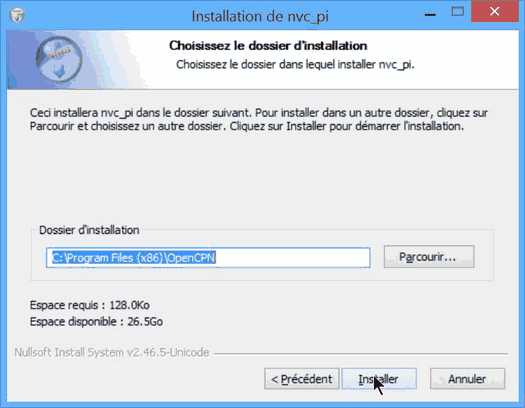 Installation de nvc_pi
Choisissez le dossier d'installation
Choisissez le dossier dans lequel installer nvc_pi.
Ceci installera nvc_pi dans le dossier suivant. Pour installer dans un autre dossier, cliquez sur
Parcourir et choisissez un autre dossier. Cliquez sur Installer pour démarrer l'installation.
Dossier d'installation
C:\Program Files (x86)\OpenCPN
Parcourir...
Espace requis : 128.0Ko
Espace disponible : 26.5Go
Nullsoft Install System v2.46.5-Unicode
< Précédent Installer Annuler